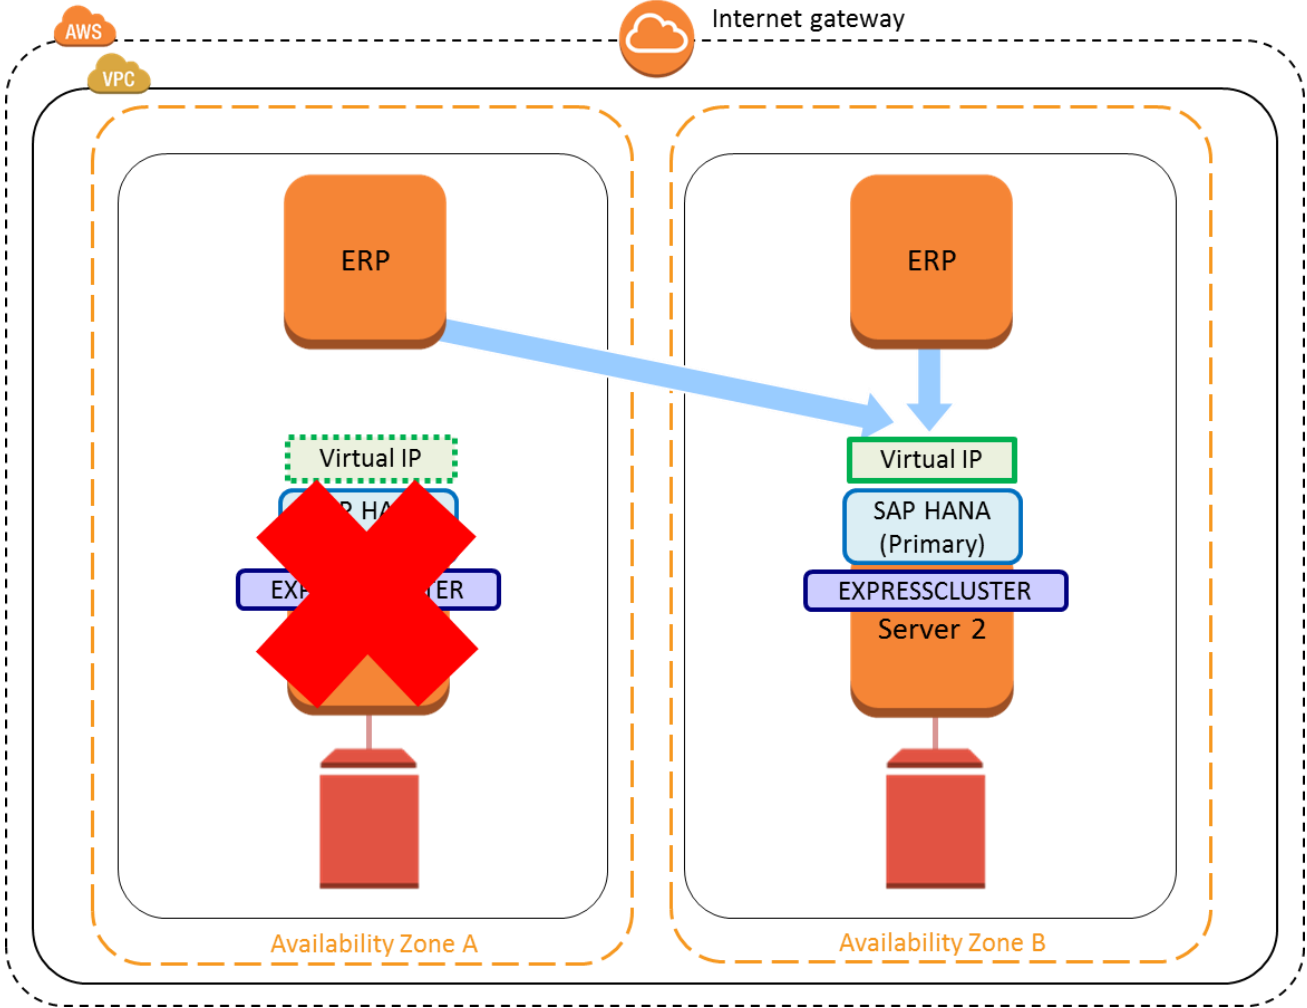 AWS
Internet gateway
VPC
ERP
ERP
Virtual IP
Virtual IP
SAP HANA
(Primary)
EXPRESSCLUSTER
Server 2
Availability Zone A
Availability Zone B